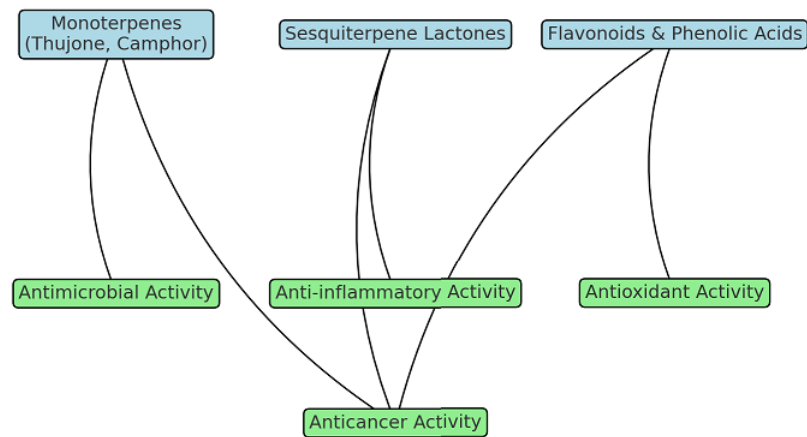 Monoterpenes
(Thujone, Camphor)
Sesquiterpene Lactones
Flavonoids & Phenolic Acids
Antimicrobial Activity
Anti-inflammatory Activity
Antioxidant Activity
Anticancer Activity